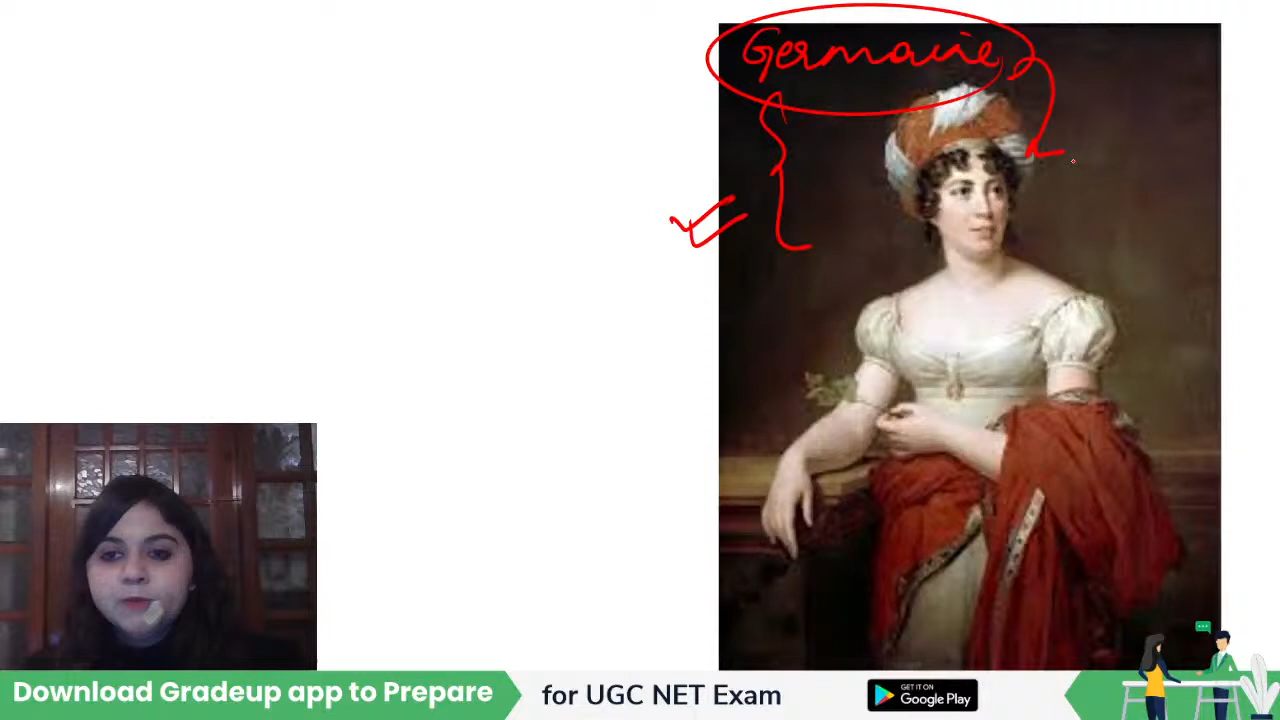 Germaine
Download Gradeup app to Prepare
for UGC NET Exam
GET IT ON
Google Play